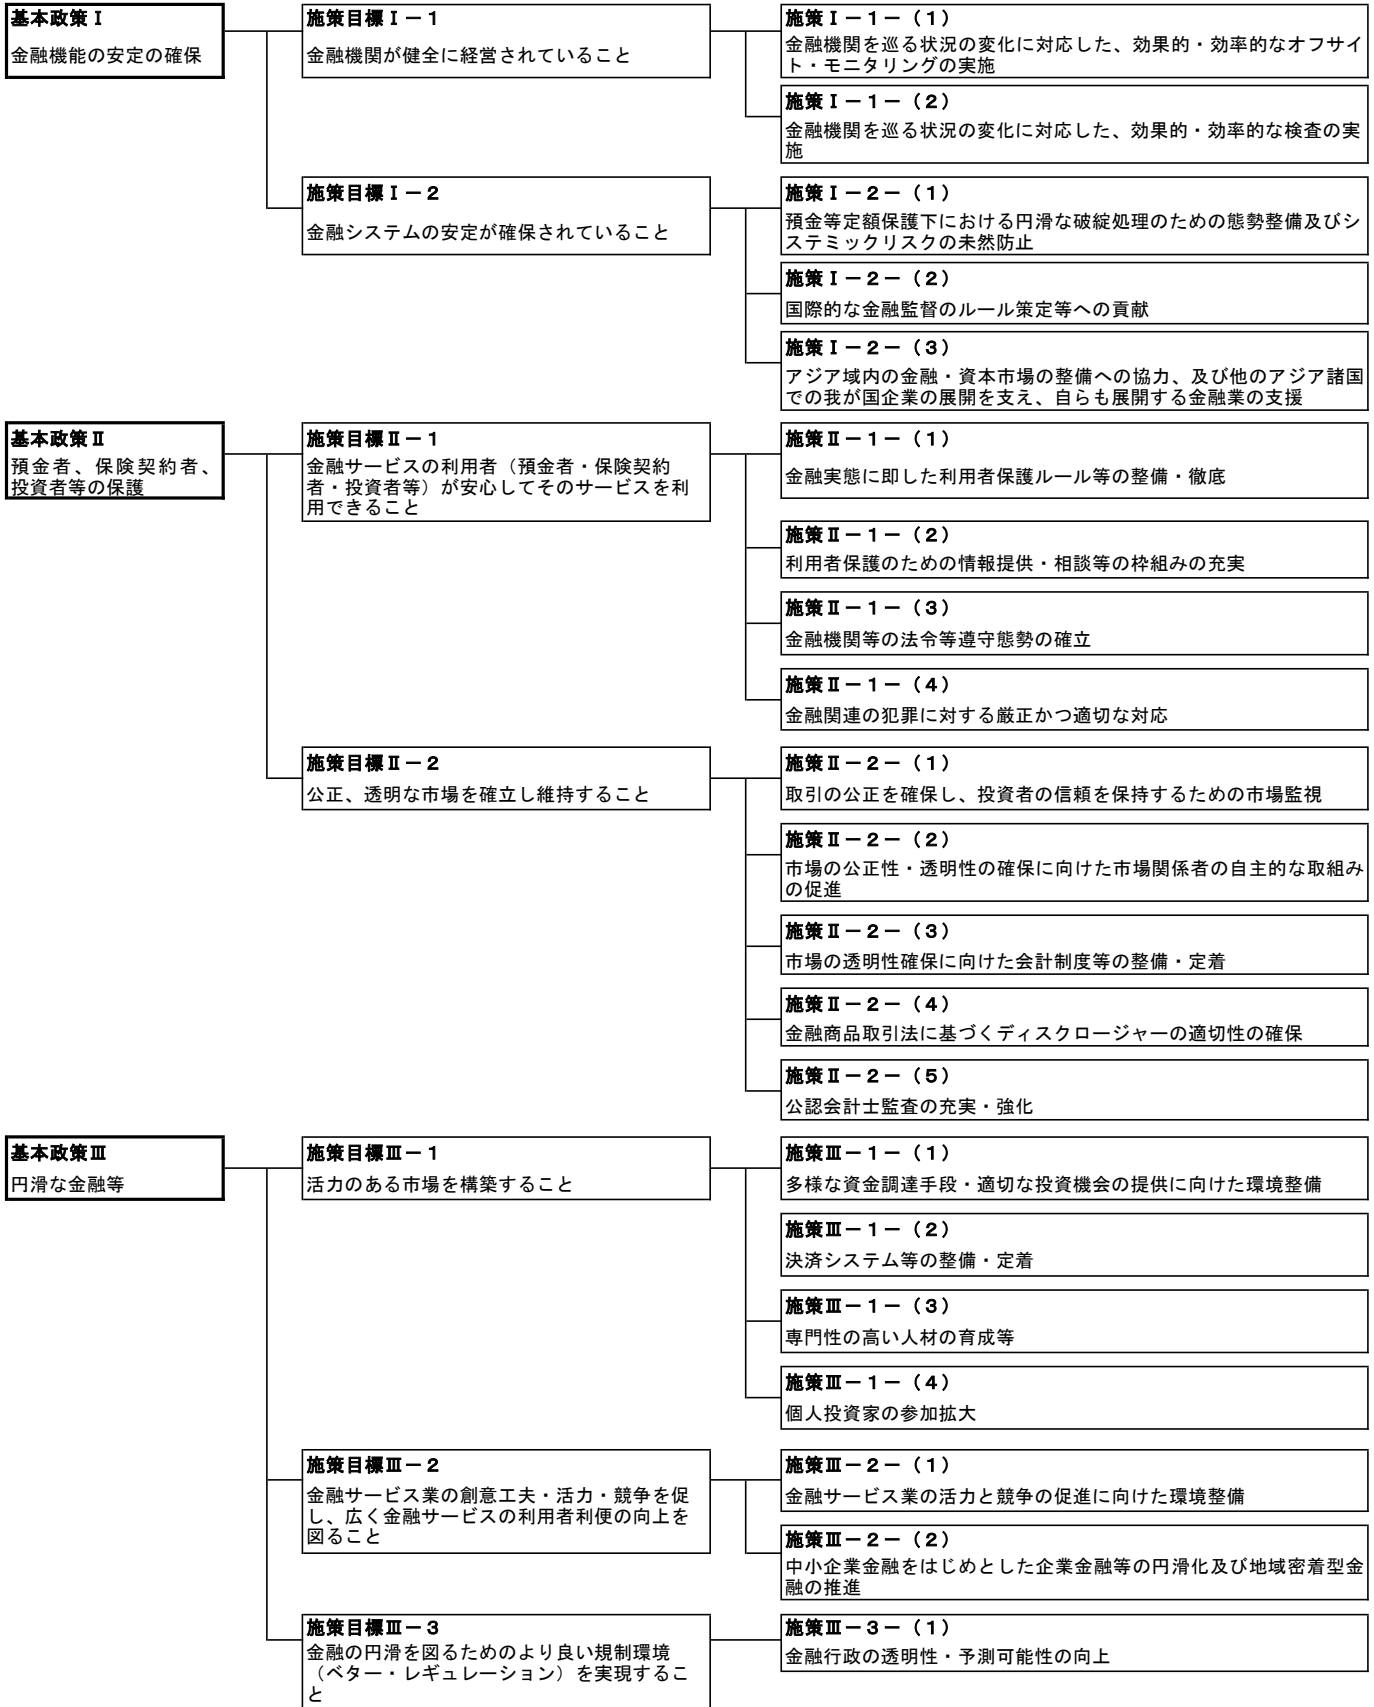 基本政策Ⅰ
金融機能の安定の確保
施策目標Ⅰ－1
金融機関が健全に経営されていること
施策Ⅰ－1－（1）
金融機関を巡る状況の変化に対応した、効果的・効率的なオフサイ
ト・モニタリングの実施
施策Ⅰ－1－（2）
金融機関を巡る状況の変化に対応した、効果的・効率的な検査の実
施
施策目標Ⅰ－2
金融システムの安定が確保されていること
施策Ⅰ－2－（1）
預金等定額保護下における円滑な破綻処理のための態勢整備及びシ
ステミックリスクの未然防止
施策Ⅰ－2－（2）
国際的な金融監督のルール策定等への貢献
施策Ⅰ－2－（3）
アジア域内の金融・資本市場の整備への協力、及び他のアジア諸国
での我が国企業の展開を支え、自らも展開する金融業の支援
基本政策Ⅱ
預金者、保険契約者、
投資者等の保護
施策目標Ⅱ－1
金融サービスの利用者（預金者・保険契約
者・投資者等）が安心してそのサービスを利
用できること
施策Ⅱ－1－（1）
金融実態に即した利用者保護ルール等の整備・徹底
施策Ⅱ－1－（2）
利用者保護のための情報提供・相談等の枠組みの充実
施策Ⅱ－1－（3）
金融機関等の法令等遵守態勢の確立
施策Ⅱ－1－（4）
金融関連の犯罪に対する厳正かつ適切な対応
施策目標Ⅱ－2
公正、透明な市場を確立し維持すること
施策Ⅱ－2－（1）
取引の公正を確保し、投資者の信頼を保持するための市場監視
施策Ⅱ－2－（2）
市場の公正性・透明性の確保に向けた市場関係者の自主的な取組み
の促進
施策Ⅱ－2－（3）
市場の透明性確保に向けた会計制度等の整備・定着
施策Ⅱ－2－（4）
金融商品取引法に基づくディスクロージャーの適切性の確保
施策Ⅱ－2－（5）
公認会計士監査の充実・強化
基本政策Ⅲ
円滑な金融等
施策目標Ⅲ－1
活力のある市場を構築すること
施策Ⅲ－1－（1）
多様な資金調達手段・適切な投資機会の提供に向けた環境整備
施策Ⅲ－1－（2）
決済システム等の整備・定着
施策Ⅲ－1－（3）
専門性の高い人材の育成等
施策Ⅲ－1－（4）
個人投資家の参加拡大
施策目標Ⅲ－2
金融サービス業の創意工夫・活力・競争を促
し、広く金融サービスの利用者利便の向上を
図ること
施策Ⅲ－2－（1）
金融サービス業の活力と競争の促進に向けた環境整備
施策Ⅲ－2－（2）
中小企業金融をはじめとした企業金融等の円滑化及び地域密着型金
融の推進
施策目標Ⅲ－3
金融の円滑を図るためのより良い規制環境
（ベター・レギュレーション）を実現するこ
と
施策Ⅲ－3－（1）
金融行政の透明性・予測可能性の向上